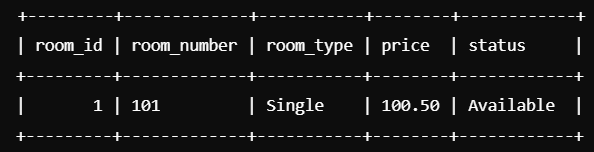 +---------+-------------+-----------+--------+-----------+
| room_id | room_number | room_type | price  | status    |
+---------+-------------+-----------+--------+-----------+
|       1 | 101         | Single    | 100.50 | Available |
+---------+-------------+-----------+--------+-----------+